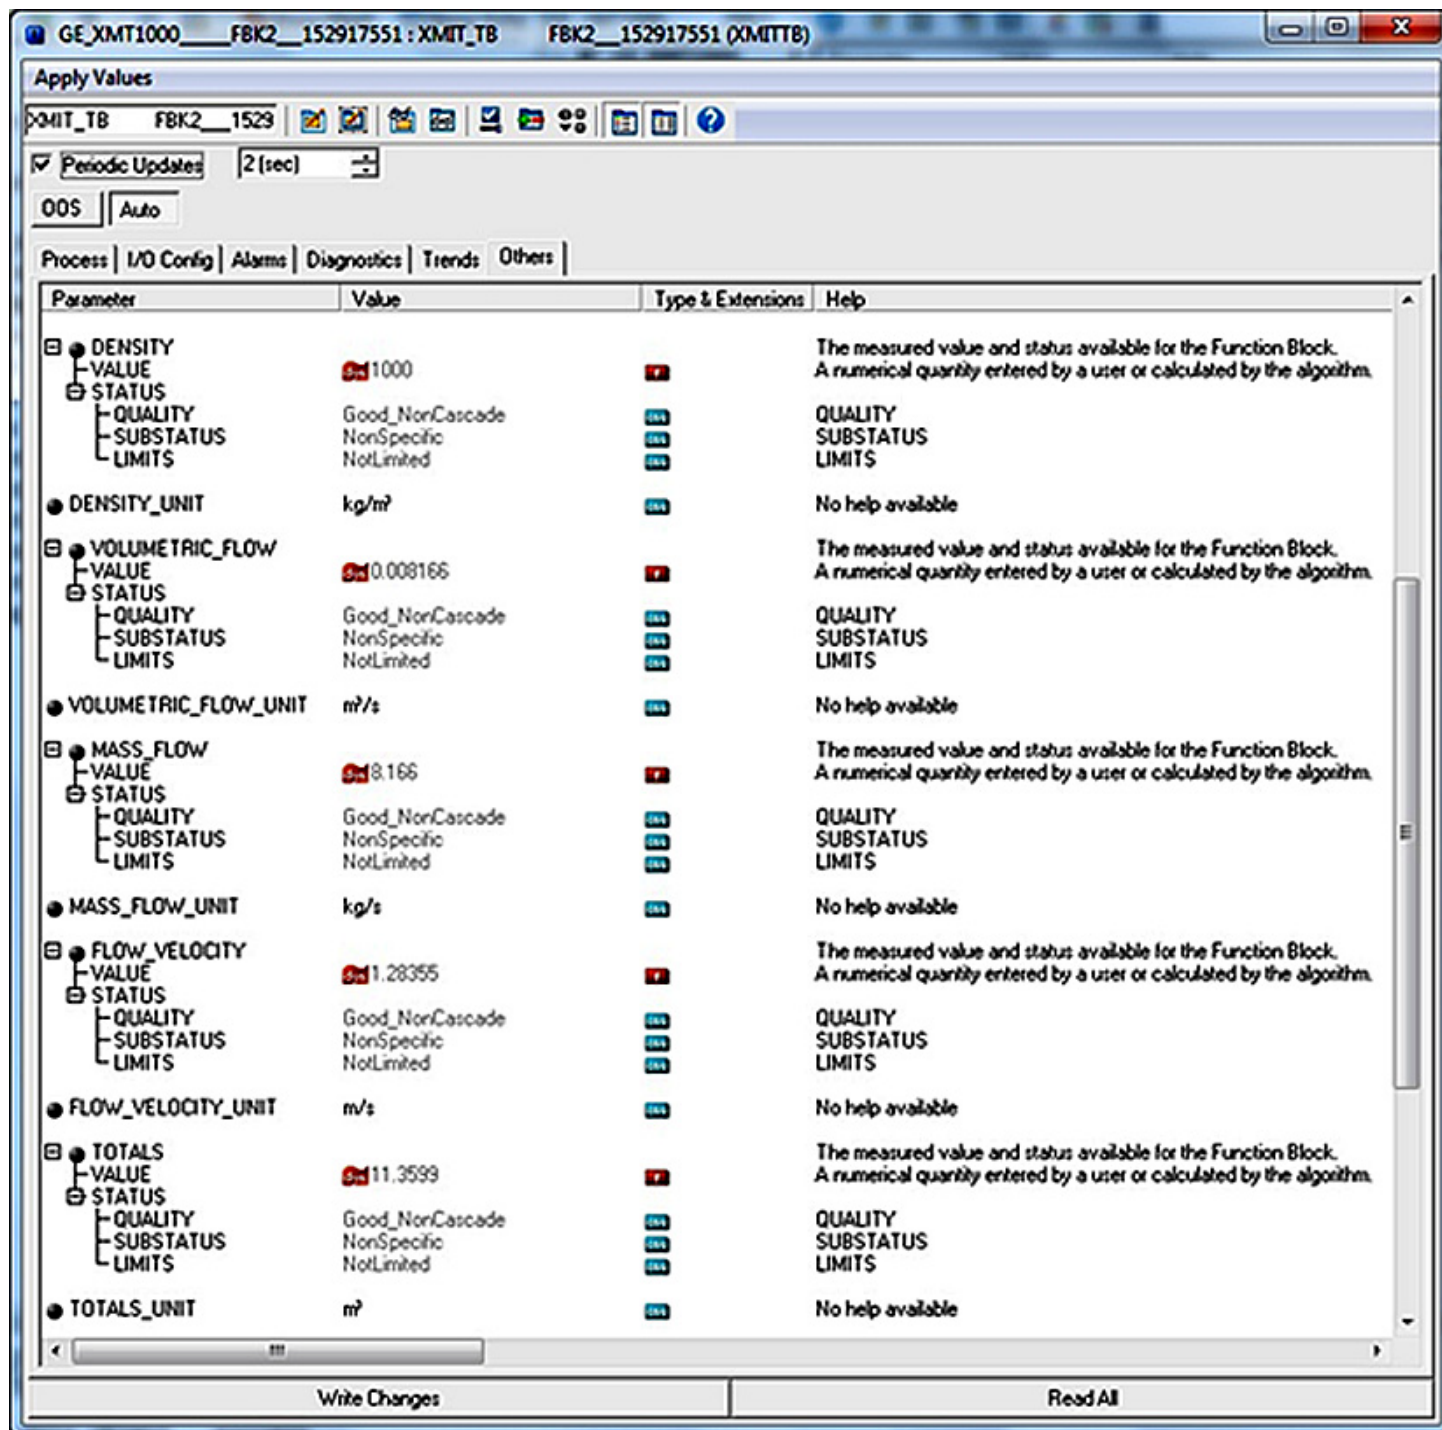 GE_XMT1000_____FBK2__152917551 : XMIT_TB FBK2__152917551 (XMITTB)
Apply Values
XMIT_TB FBK2__1529
Periodic Updates 2 (sec)
OOS Auto
Process I/O Config Alarms Diagnostics Trends Others
Parameter Value Type & Extensions Help
DENSITY The measured value and status available for the Function Block.
VALUE 1000 A numerical quantity entered by a user or calculated by the algorithm.
STATUS
QUALITY Good_NonCascade QUALITY
SUBSTATUS NonSpecific SUBSTATUS
LIMITS NotLimited LIMITS
DENSITY_UNIT kg/m³ No help available
VOLUMETRIC_FLOW The measured value and status available for the Function Block.
VALUE 0.008166 A numerical quantity entered by a user or calculated by the algorithm.
STATUS
QUALITY Good_NonCascade QUALITY
SUBSTATUS NonSpecific SUBSTATUS
LIMITS NotLimited LIMITS
VOLUMETRIC_FLOW_UNIT m³/s No help available
MASS_FLOW The measured value and status available for the Function Block.
VALUE 8.166 A numerical quantity entered by a user or calculated by the algorithm.
STATUS
QUALITY Good_NonCascade QUALITY
SUBSTATUS NonSpecific SUBSTATUS
LIMITS NotLimited LIMITS
MASS_FLOW_UNIT kg/s No help available
FLOW_VELOCITY The measured value and status available for the Function Block.
VALUE 1.28355 A numerical quantity entered by a user or calculated by the algorithm.
STATUS
QUALITY Good_NonCascade QUALITY
SUBSTATUS NonSpecific SUBSTATUS
LIMITS NotLimited LIMITS
FLOW_VELOCITY_UNIT m/s No help available
TOTALS The measured value and status available for the Function Block.
VALUE 11.3599 A numerical quantity entered by a user or calculated by the algorithm.
STATUS
QUALITY Good_NonCascade QUALITY
SUBSTATUS NonSpecific SUBSTATUS
LIMITS NotLimited LIMITS
TOTALS_UNIT m³ No help available
Write Changes Read All